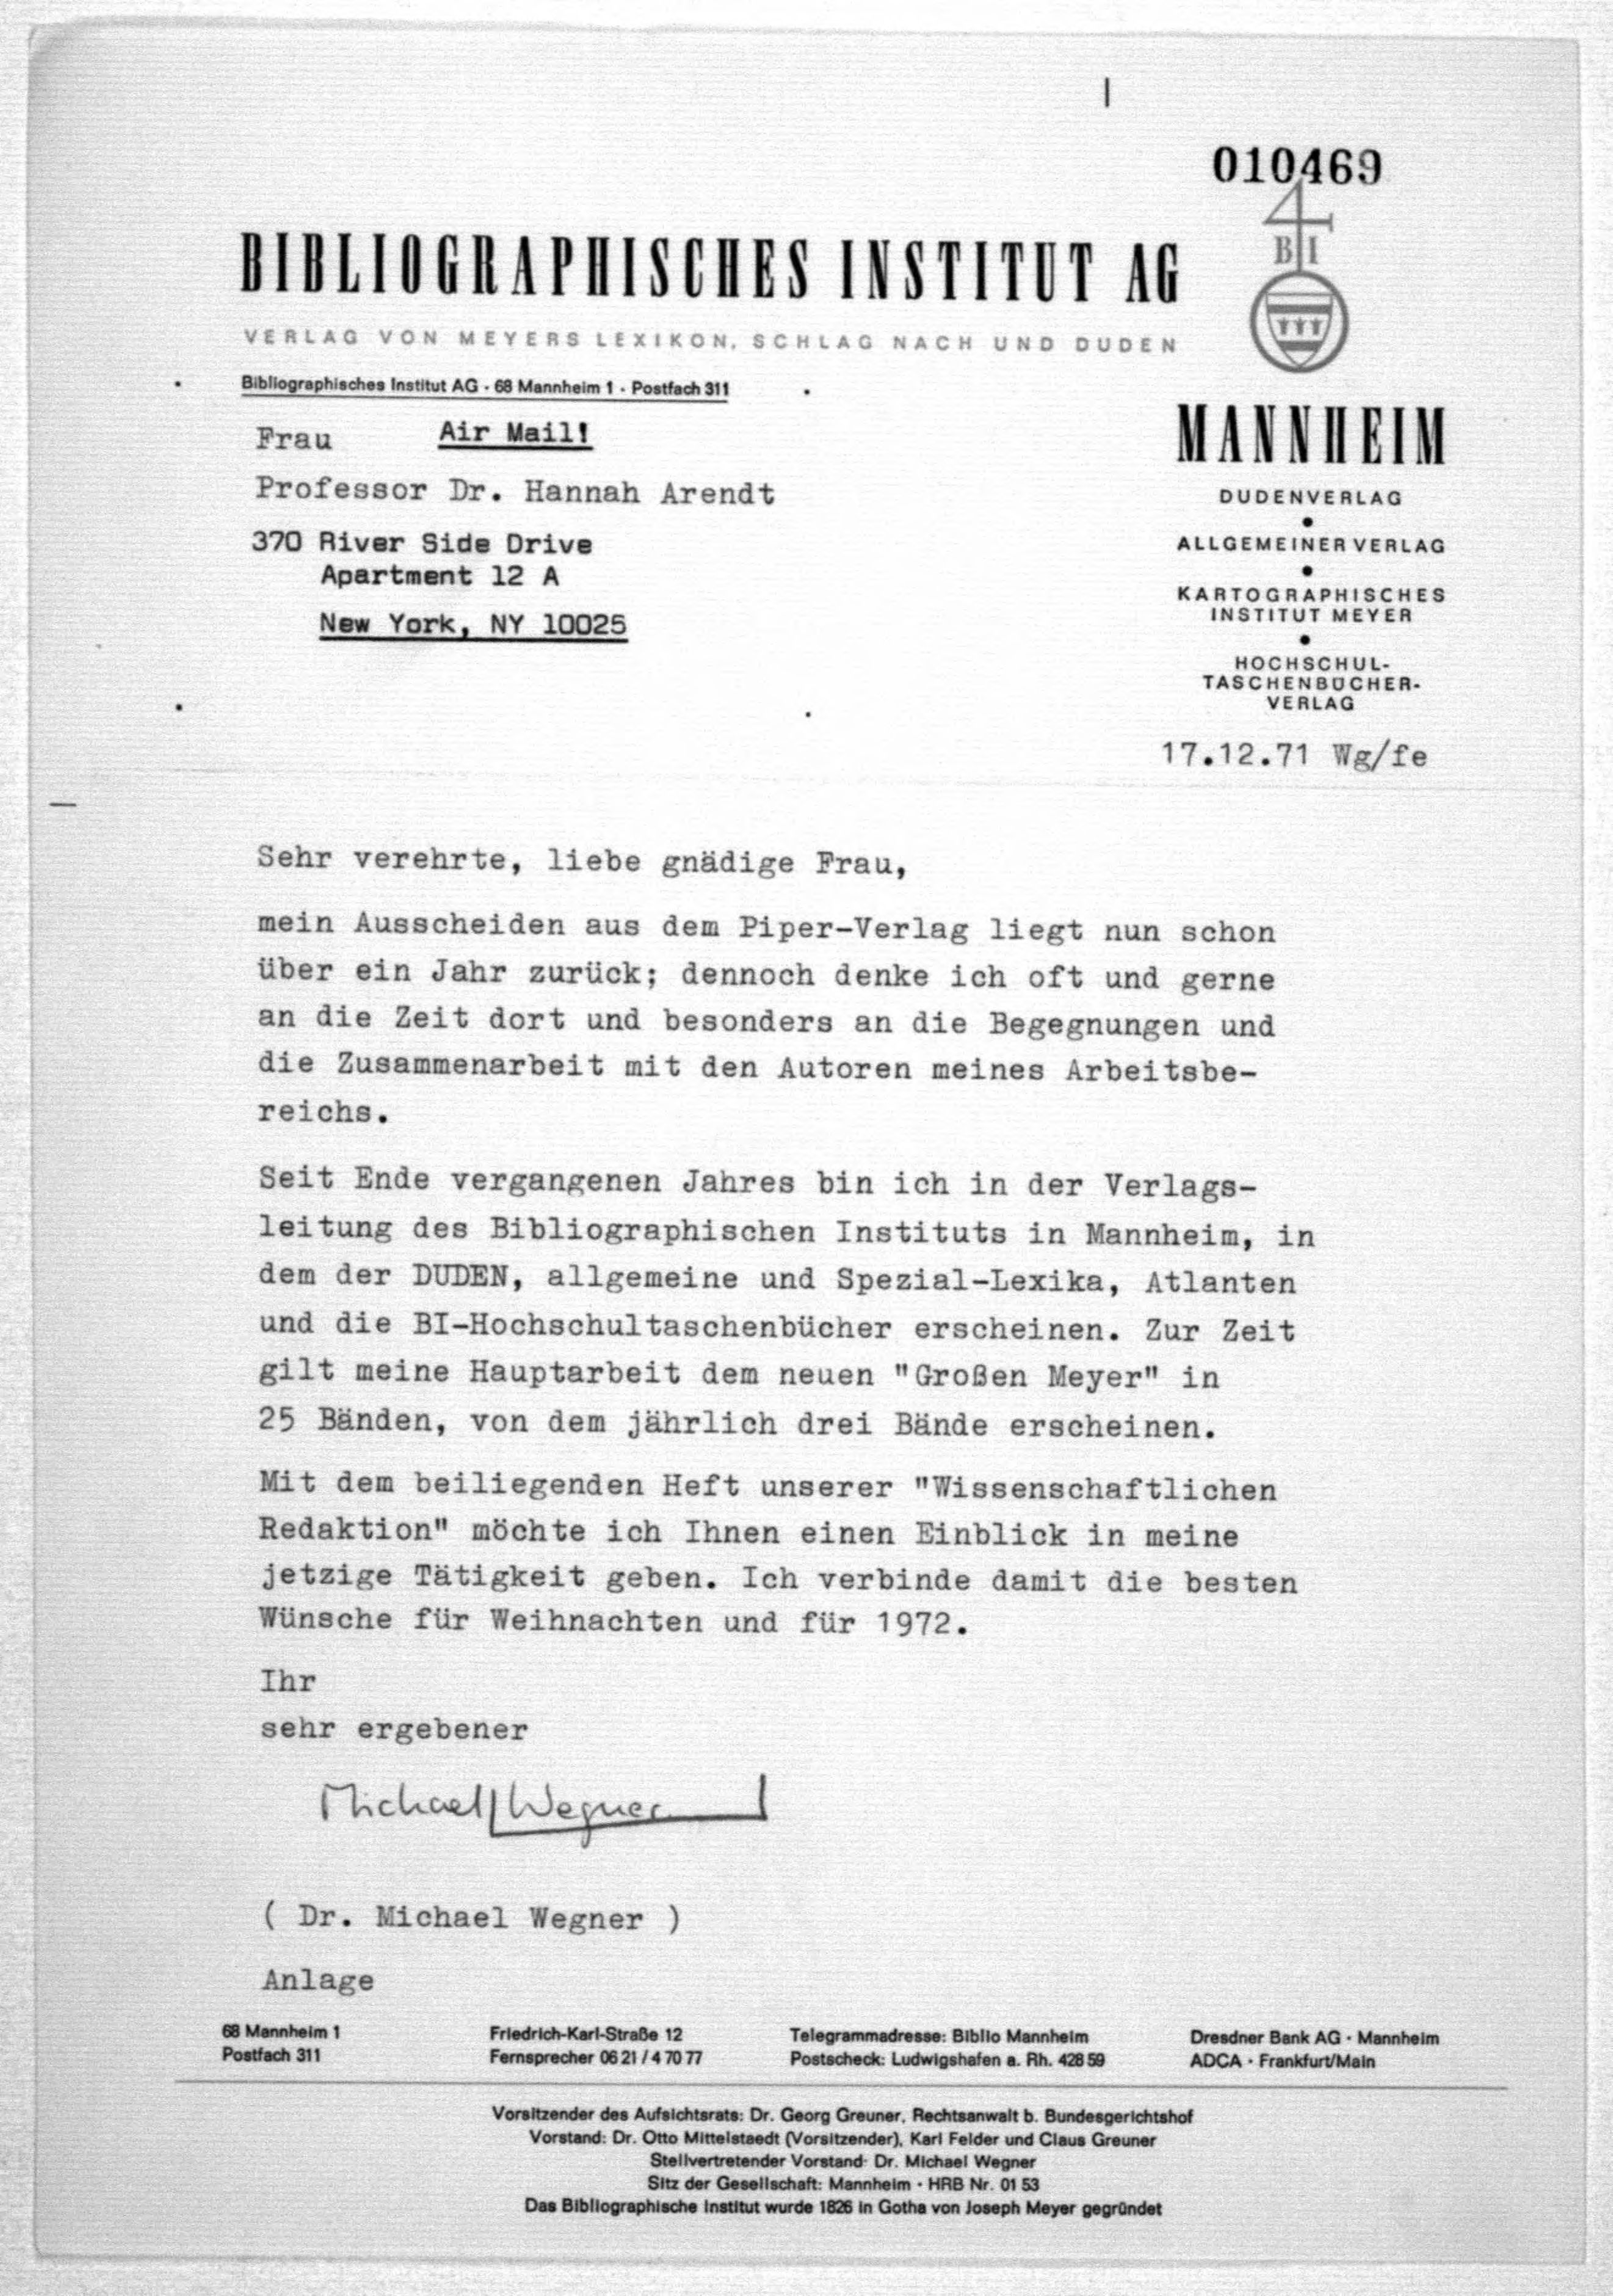 010469
BIBLIOGRAPHISCHES INSTITUT AG
B I
VERLAG VON MEYERS LEXIKON, SCHLAG NACH UND DUDEN
Bibliographisches Institut AG · 68 Mannheim 1 · Postfach 311
MANNHEIM
DUDENVERLAG
ALLGEMEINER VERLAG
KARTOGRAPHISCHES
INSTITUT MEYER
HOCHSCHUL-
TASCHENBÜCHER-
VERLAG
Frau Air Mail!
Professor Dr. Hannah Arendt
370 River Side Drive
Apartment 12 A
New York, NY 10025
17.12.71 Wg/fe
Sehr verehrte, liebe gnädige Frau,
mein Ausscheiden aus dem Piper-Verlag liegt nun schon
über ein Jahr zurück; dennoch denke ich oft und gerne
an die Zeit dort und besonders an die Begegnungen und
die Zusammenarbeit mit den Autoren meines Arbeitsbe-
reichs.
Seit Ende vergangenen Jahres bin ich in der Verlags-
leitung des Bibliographischen Instituts in Mannheim, in
dem der DUDEN, allgemeine und Spezial-Lexika, Atlanten
und die BI-Hochschultaschenbücher erscheinen. Zur Zeit
gilt meine Hauptarbeit dem neuen "Großen Meyer" in
25 Bänden, von dem jährlich drei Bände erscheinen.
Mit dem beiliegenden Heft unserer "Wissenschaftlichen
Redaktion" möchte ich Ihnen einen Einblick in meine
jetzige Tätigkeit geben. Ich verbinde damit die besten
Wünsche für Weihnachten und für 1972.
Ihr
sehr ergebener
Michael Wegner
( Dr. Michael Wegner )
Anlage
68 Mannheim 1
Postfach 311
Friedrich-Karl-Straße 12
Fernsprecher 06 21 / 4 70 77
Telegrammadresse: Biblio Mannheim
Postscheck: Ludwigshafen a. Rh. 428 59
Dresdner Bank AG · Mannheim
ADCA · Frankfurt/Main
Vorsitzender des Aufsichtsrats: Dr. Georg Greuner, Rechtsanwalt b. Bundesgerichtshof
Vorstand: Dr. Otto Mittelstaedt (Vorsitzender), Karl Felder und Claus Greuner
Stellvertretender Vorstand: Dr. Michael Wegner
Sitz der Gesellschaft: Mannheim · HRB Nr. 01 53
Das Bibliographische Institut wurde 1826 in Gotha von Joseph Meyer gegründet